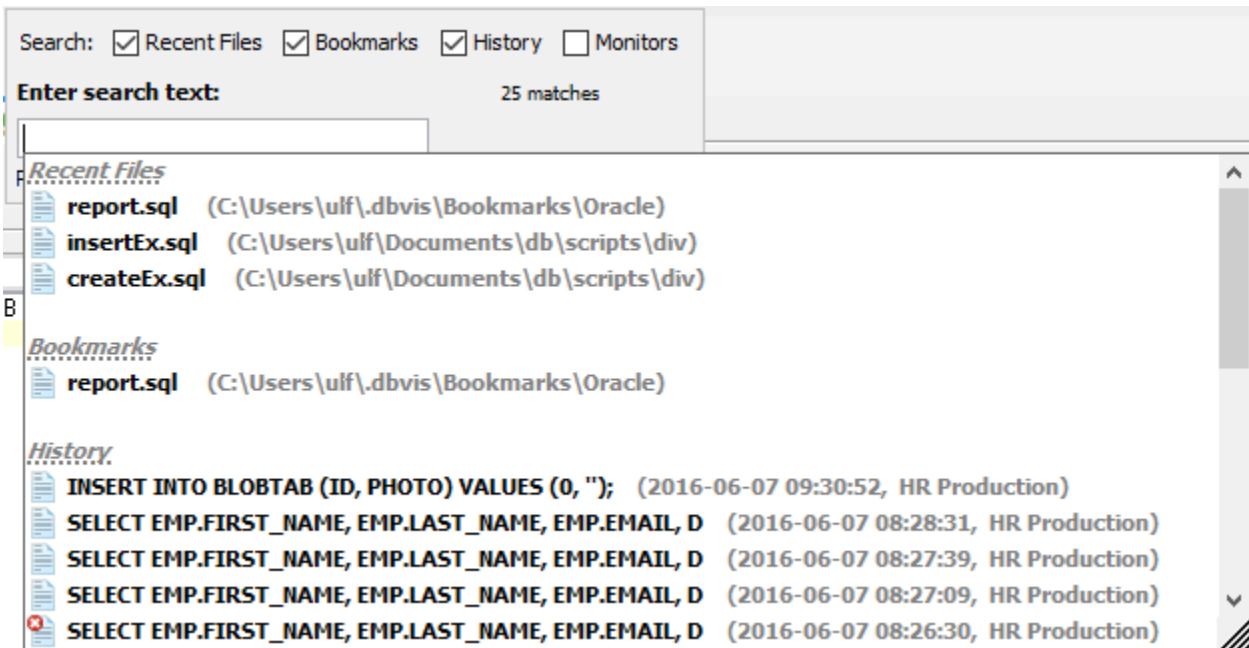 Search: Recent Files Bookmarks History Monitors
Enter search text: 25 matches
Recent Files
report.sql (C:\Users\ulf\.dbvis\Bookmarks\Oracle)
insertEx.sql (C:\Users\ulf\Documents\db\scripts\div)
createEx.sql (C:\Users\ulf\Documents\db\scripts\div)
B
Bookmarks
report.sql (C:\Users\ulf\.dbvis\Bookmarks\Oracle)
History
INSERT INTO BLOBTAB (ID, PHOTO) VALUES (0, ''); (2016-06-07 09:30:52, HR Production)
SELECT EMP.FIRST_NAME, EMP.LAST_NAME, EMP.EMAIL, D (2016-06-07 08:28:31, HR Production)
SELECT EMP.FIRST_NAME, EMP.LAST_NAME, EMP.EMAIL, D (2016-06-07 08:27:39, HR Production)
SELECT EMP.FIRST_NAME, EMP.LAST_NAME, EMP.EMAIL, D (2016-06-07 08:27:09, HR Production)
SELECT EMP.FIRST_NAME, EMP.LAST_NAME, EMP.EMAIL, D (2016-06-07 08:26:30, HR Production)